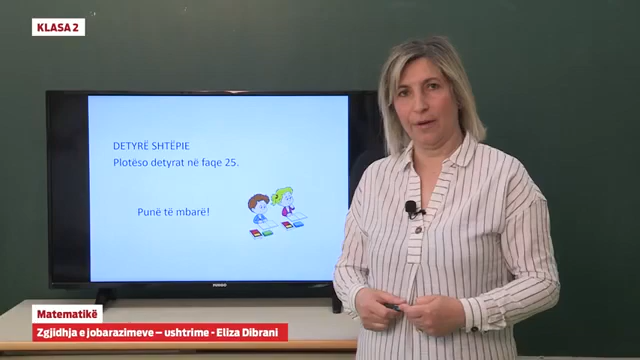 KLASA 2
DETYRË SHTËPIE
Plotëso detyrat në faqe 25.
Punë të mbarë!
Matematikë
Zgjidhja e jobarazimeve – ushtrime - Eliza Dibrani